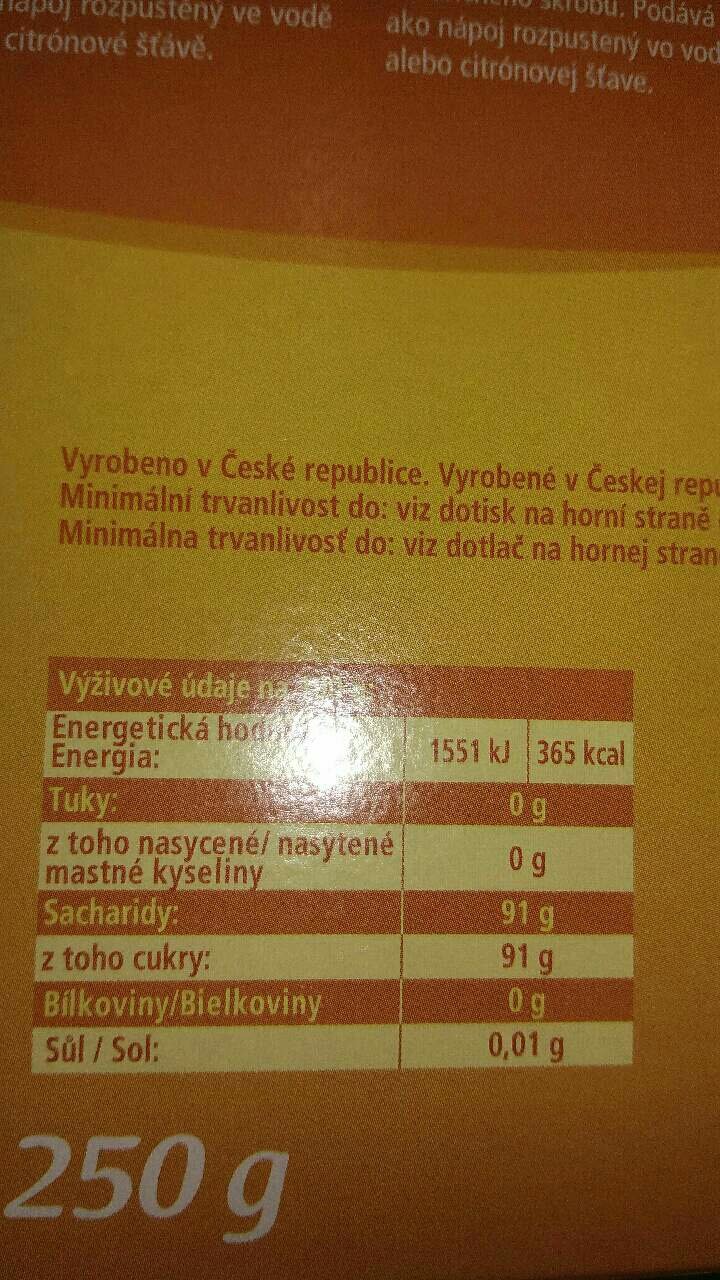 nápoj rozpustený ve vodě
citrónové šťávě.
škrobu. Podává
ako nápoj rozpustený vo vod
alebo citrónovej šťave.
Vyrobeno v České republice. Vyrobené v Českej repu
Minimální trvanlivost do: viz dotisk na horní straně
Minimálna trvanlivosť do: viz dotlač na hornej stran
Výživové údaje na
Energetická
Energia: 1551 kJ 365 kcal
Tuky: 0 g
z toho nasycené/ nasýtené
mastné kyseliny 0 g
Sacharidy: 91 g
z toho cukry: 91 g
Bílkoviny/Bielkoviny 0 g
Sůl / Sol: 0,01 g
250 g